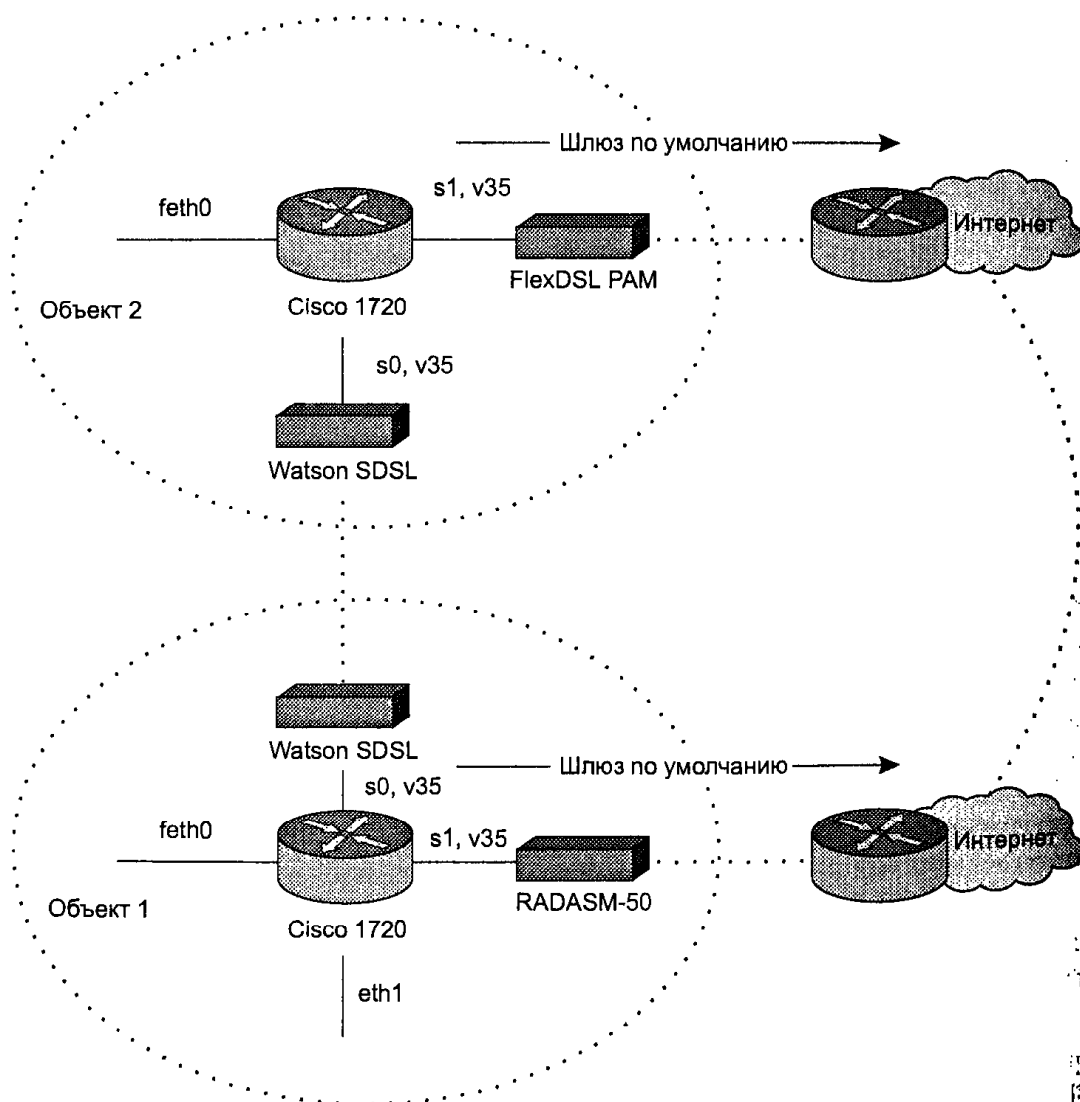 Шлюз по умолчанию
s1, v35
feth0
Интернет
FlexDSL PAM
Объект 2
Cisco 1720
s0, v35
Watson SDSL
Watson SDSL
Шлюз по умолчанию
s0, v35
feth0
s1, v35
Интернет
RADASM-50
Объект 1
Cisco 1720
eth1